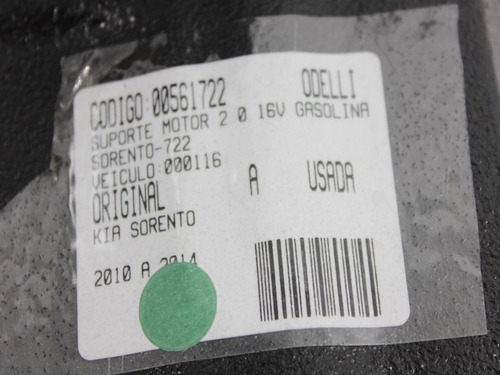 CODIGO:00561722 ODELLI
SUPORTE MOTOR 2 0 16V GASOLINA
SORENTO-722
VEICULO:000116
ORIGINAL A USADA
KIA SORENTO
2010 A 2014